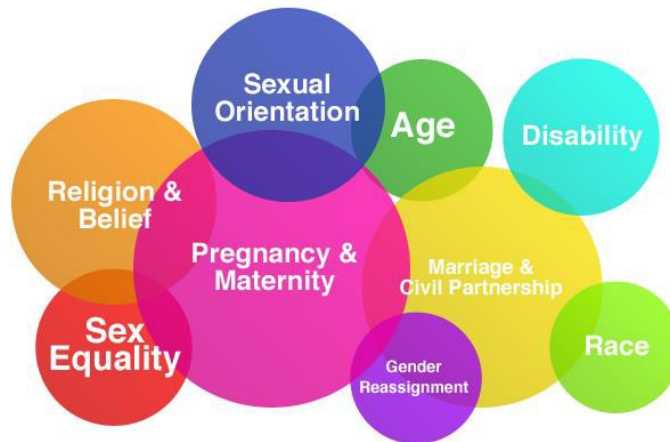 Sexual
Orientation
Age
Disability
Religion &
Belief
Pregnancy &
Maternity
Marriage &
Civil Partnership
Sex
Equality
Gender
Reassignment
Race